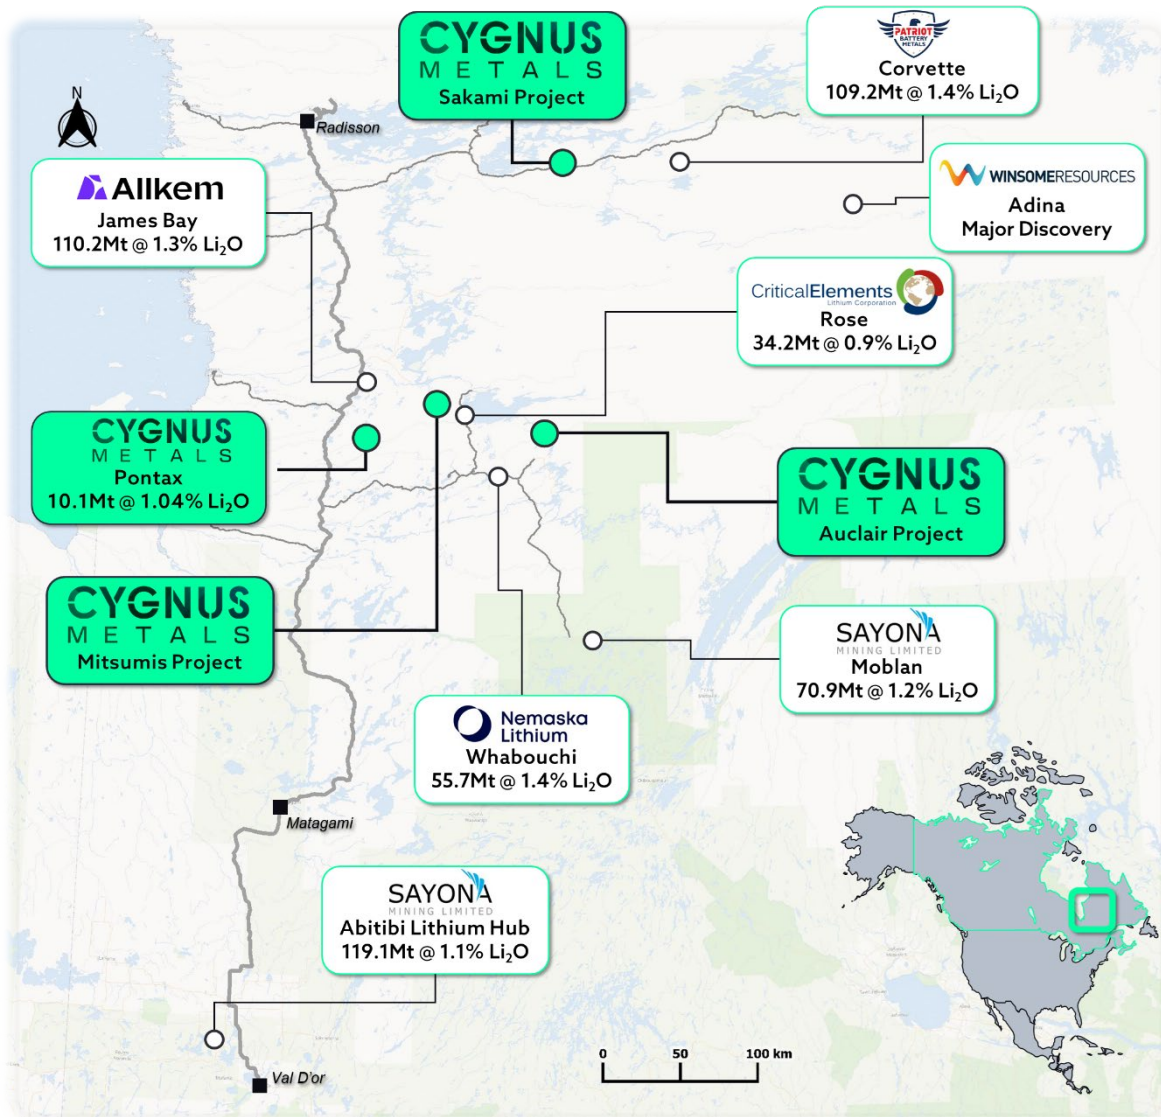 CYGNUS
METALS
Sakami Project
PATRIOT
BATTERY
METALS
Corvette
109.2Mt @ 1.4% Li₂O
N
Radisson
Allkem
James Bay
110.2Mt @ 1.3% Li₂O
WINSOMERESOURCES
Adina
Major Discovery
CriticalElements
Lithium Corporation
Rose
34.2Mt @ 0.9% Li₂O
CYGNUS
METALS
Pontax
10.1Mt @ 1.04% Li₂O
CYGNUS
METALS
Auclair Project
CYGNUS
METALS
Mitsumis Project
SAYONA
MINING LIMITED
Moblan
70.9Mt @ 1.2% Li₂O
Nemaska
Lithium
Whabouchi
55.7Mt @ 1.4% Li₂O
Matagami
SAYONA
MINING LIMITED
Abitibi Lithium Hub
119.1Mt @ 1.1% Li₂O
Val D'or
0 50 100 km